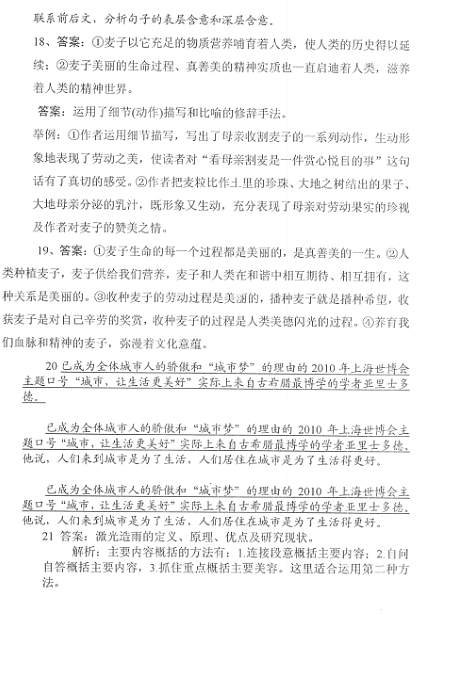 联系前后文，分析句子的表层含意和深层含意．
18、答案：①麦子以它充足的物质营养哺育着人类，使人类的历史得以延
续；②麦子美丽的生命过程、真善美的精神实质也一直启迪着人类，滋养
着人类的精神世界。
答案：运用了细节(动作)描写和比喻的修辞手法。
举例：①作者运用细节描写，写出了母亲收割麦子的一系列动作，生动形
象地表现了劳动之美，使读者对“看母亲割麦是一件赏心悦目的事”这句
话有了真切的感受。②作者把麦粒比作土里的珍珠、大地之树结出的果子、
大地母亲分泌的乳汁，既形象又生动，充分表现了母亲对劳动果实的珍视
及作者对麦子的赞美之情。
19、答案：①麦子生命的每一个过程都是美丽的，是真善美的一生。②人
类种植麦子，麦子供给我们营养，麦子和人类在和谐中相互期待、相互拥有，这
种关系是美丽的。③收种麦子的劳动过程是美丽的，播种麦子就是播种希望，收
获麦子是对自己辛劳的奖赏，收种麦子的过程是人类美德闪光的过程。④养育我
们血脉和精神的麦子，弥漫着文化意蕴。
20 已成为全体城市人的骄傲和“城市梦”的理由的 2010 年上海世博会
主题口号“城市，让生活更美好”实际上来自古希腊最博学的学者亚里士多
德。
已成为全体城市人的骄傲和“城市梦”的理由的 2010 年上海世博会主
题口号“城市，让生活更美好”实际上来自古希腊最博学的学者亚里士多德，
他说，人们来到城市是为了生活，人们居住在城市是为了生活得更好。
已成为全体城市人的骄傲和“城市梦”的理由的 2010 年上海世博会主
题口号“城市，让生活更美好”实际上来自古希腊最博学的学者亚里士多德，
他说，人们来到城市是为了生活，人们居住在城市是为了生活得更好。
21 答案：激光造雨的定义、原理、优点及研究现状。
解析：主要内容概括的方法有：1.连接段意概括主要内容；2.自问
自答概括主要内容，3.抓住重点概括主要美容。这里适合运用第二种方
法。